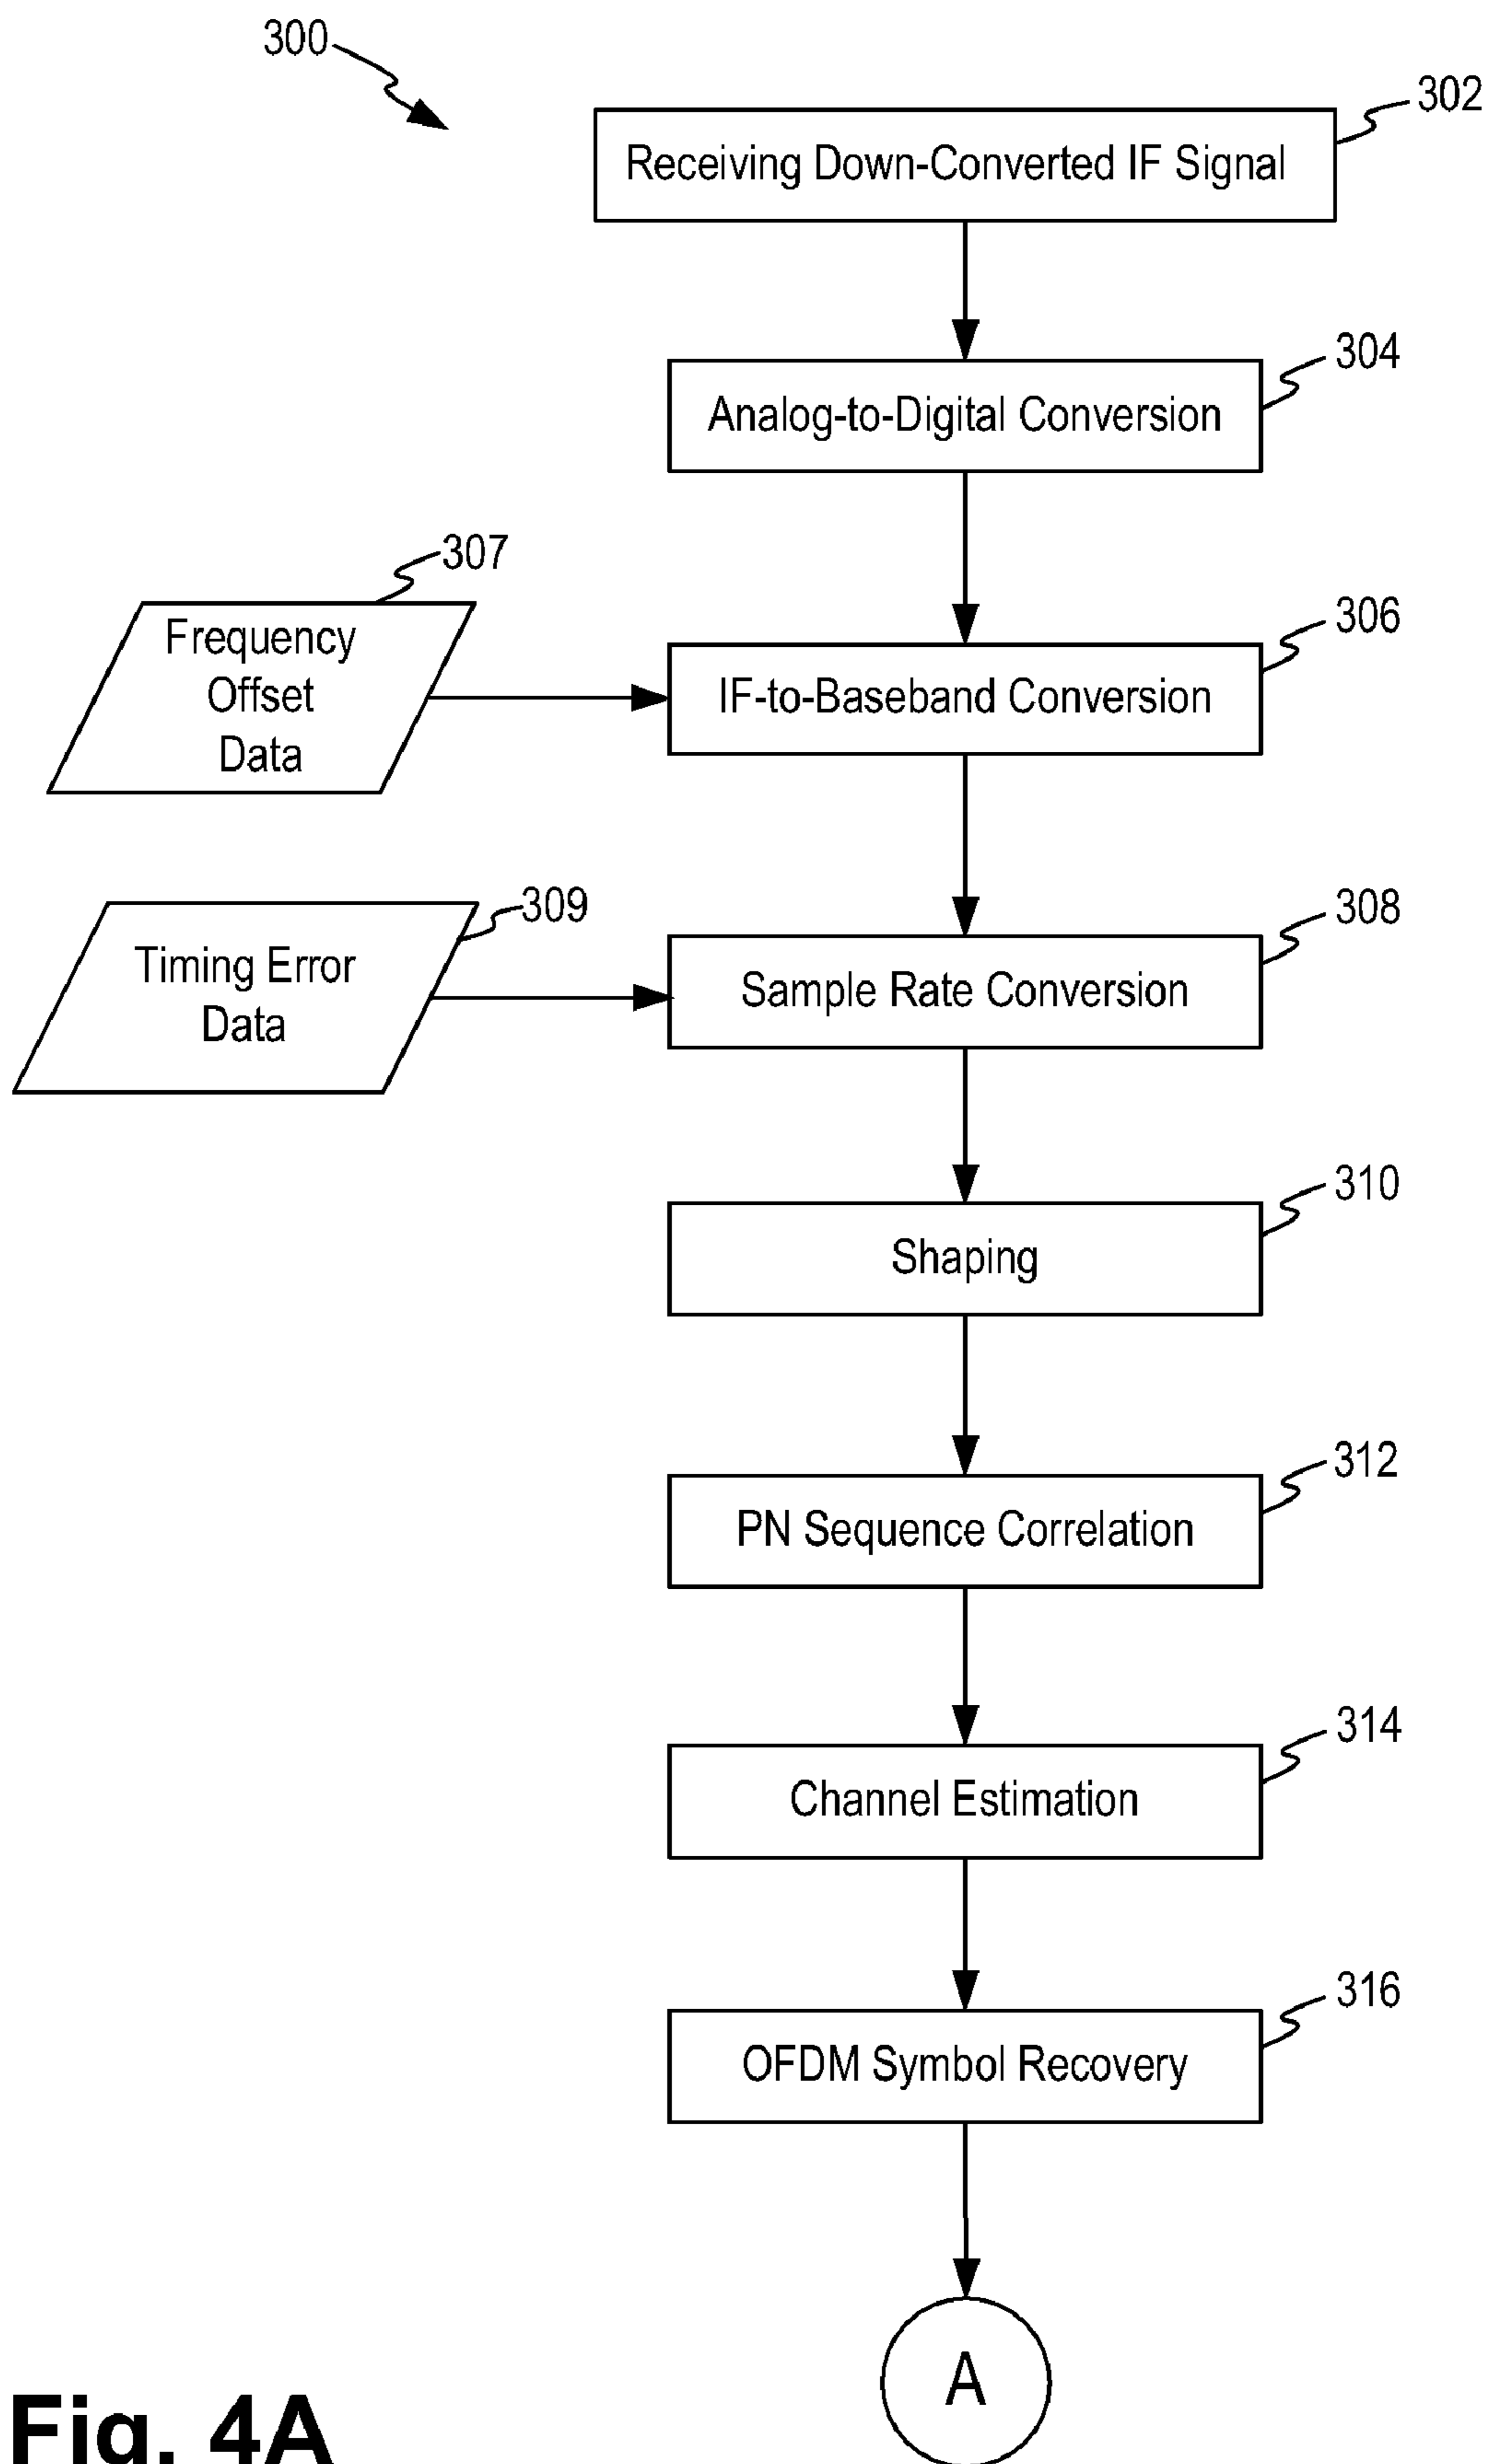 300
302
Receiving Down-Converted IF Signal
304
Analog-to-Digital Conversion
307
Frequency
Offset
Data
306
IF-to-Baseband Conversion
309
Timing Error
Data
308
Sample Rate Conversion
310
Shaping
312
PN Sequence Correlation
314
Channel Estimation
316
OFDM Symbol Recovery
A
Fig. 4A